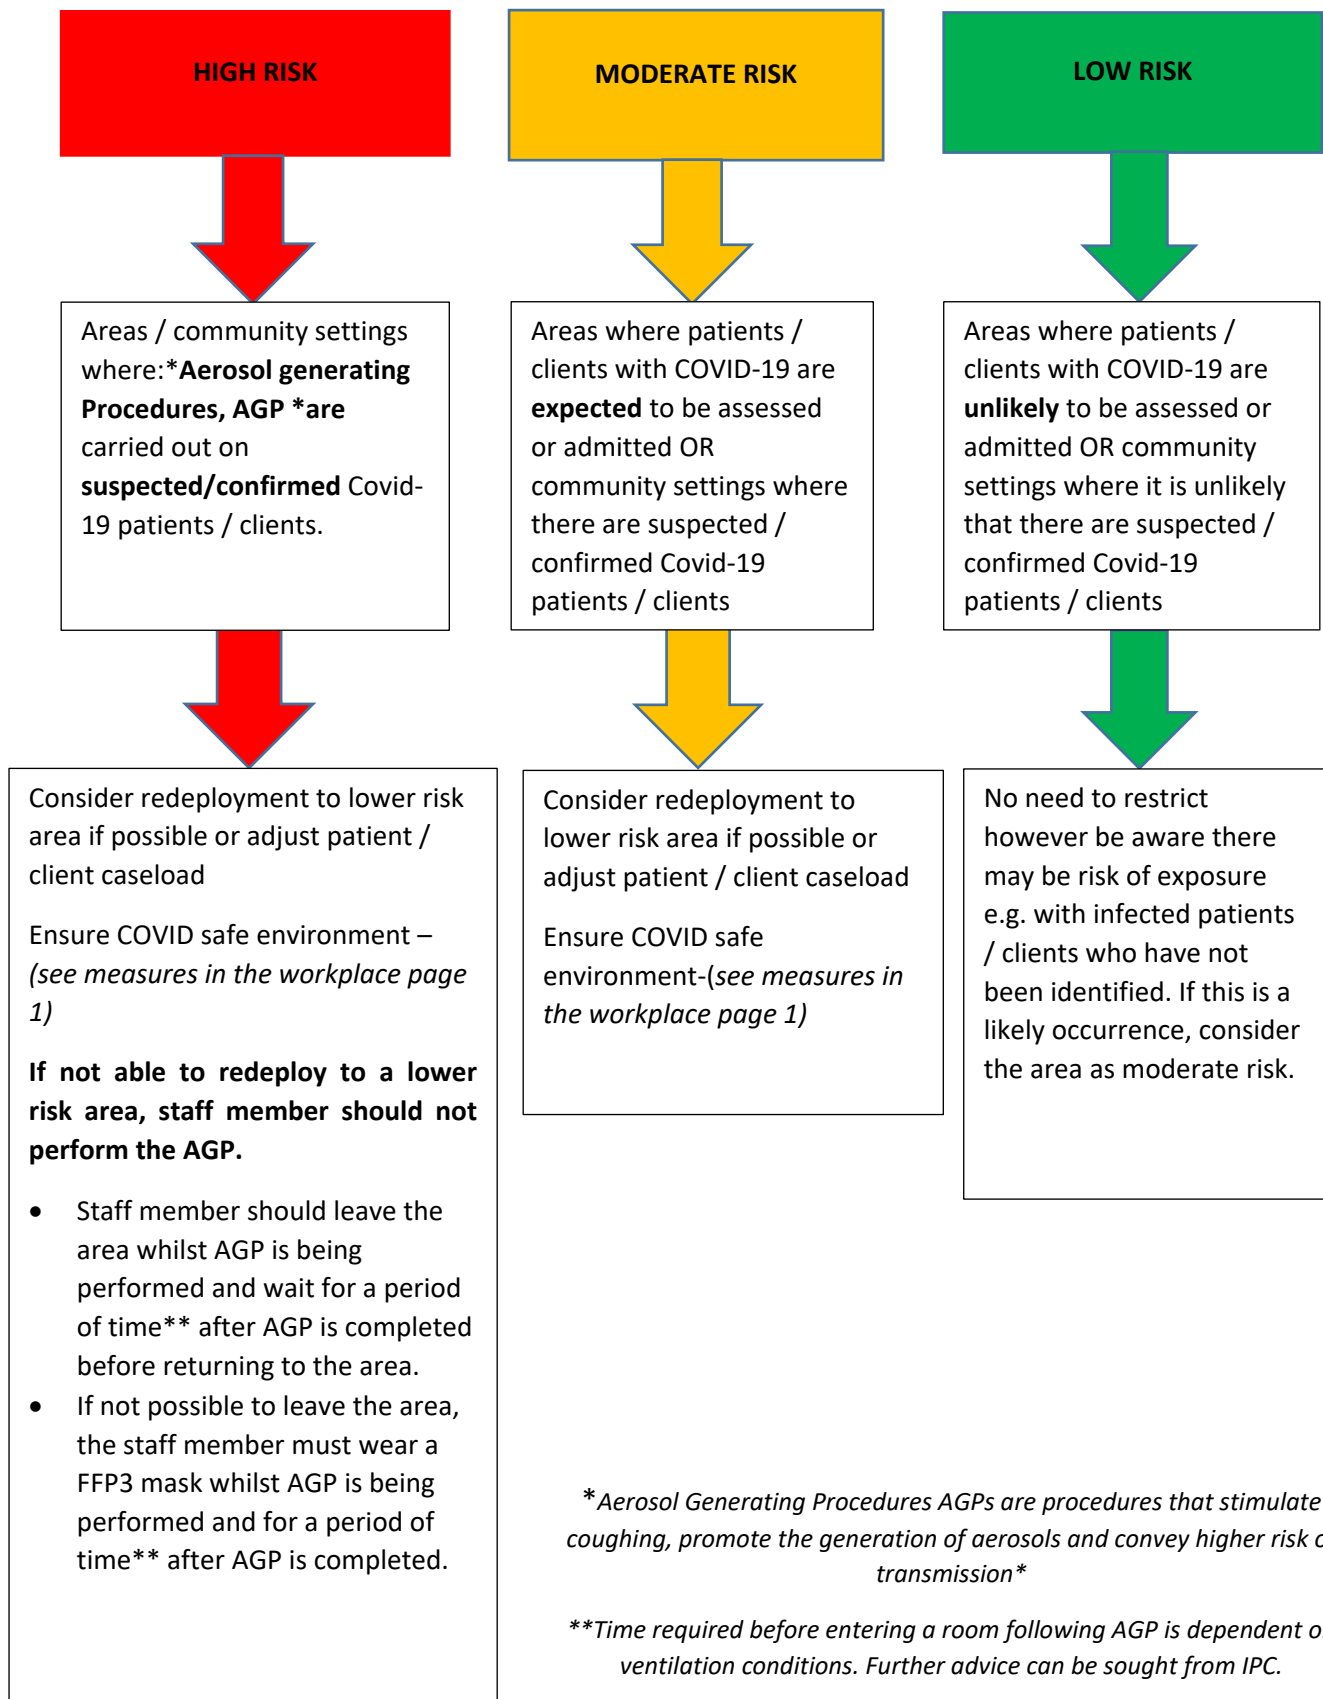 HIGH RISK
MODERATE RISK
LOW RISK
Areas / community settings
where:*Aerosol generating
Procedures, AGP *are
carried out on
suspected/confirmed Covid-
19 patients / clients.
Areas where patients /
clients with COVID-19 are
expected to be assessed
or admitted OR
community settings where
there are suspected /
confirmed Covid-19
patients / clients
Areas where patients /
clients with COVID-19 are
unlikely to be assessed or
admitted OR community
settings where it is unlikely
that there are suspected /
confirmed Covid-19
patients / clients
Consider redeployment to lower risk
area if possible or adjust patient /
client caseload
Ensure COVID safe environment –
(see measures in the workplace page
1)
If not able to redeploy to a lower
risk area, staff member should not
perform the AGP.
• Staff member should leave the
area whilst AGP is being
performed and wait for a period
of time** after AGP is completed
before returning to the area.
• If not possible to leave the area,
the staff member must wear a
FFP3 mask whilst AGP is being
performed and for a period of
time** after AGP is completed.
Consider redeployment to
lower risk area if possible or
adjust patient / client caseload
Ensure COVID safe
environment-(see measures in
the workplace page 1)
No need to restrict
however be aware there
may be risk of exposure
e.g. with infected patients
/ clients who have not
been identified. If this is a
likely occurrence, consider
the area as moderate risk.
*Aerosol Generating Procedures AGPs are procedures that stimulate
coughing, promote the generation of aerosols and convey higher risk
transmission*
**Time required before entering a room following AGP is dependent
ventilation conditions. Further advice can be sought from IPC.